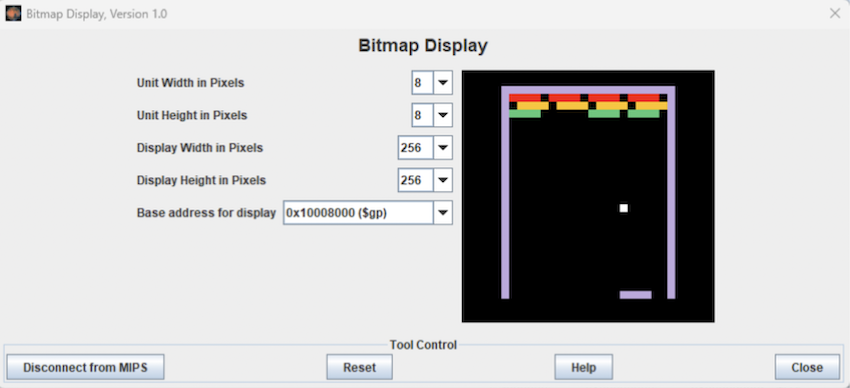 Bitmap Display, Version 1.0
Bitmap Display
Unit Width in Pixels 8
Unit Height in Pixels 8
Display Width in Pixels 256
Display Height in Pixels 256
Base address for display 0x10008000 ($gp)
Tool Control
Disconnect from MIPS Reset Help Close